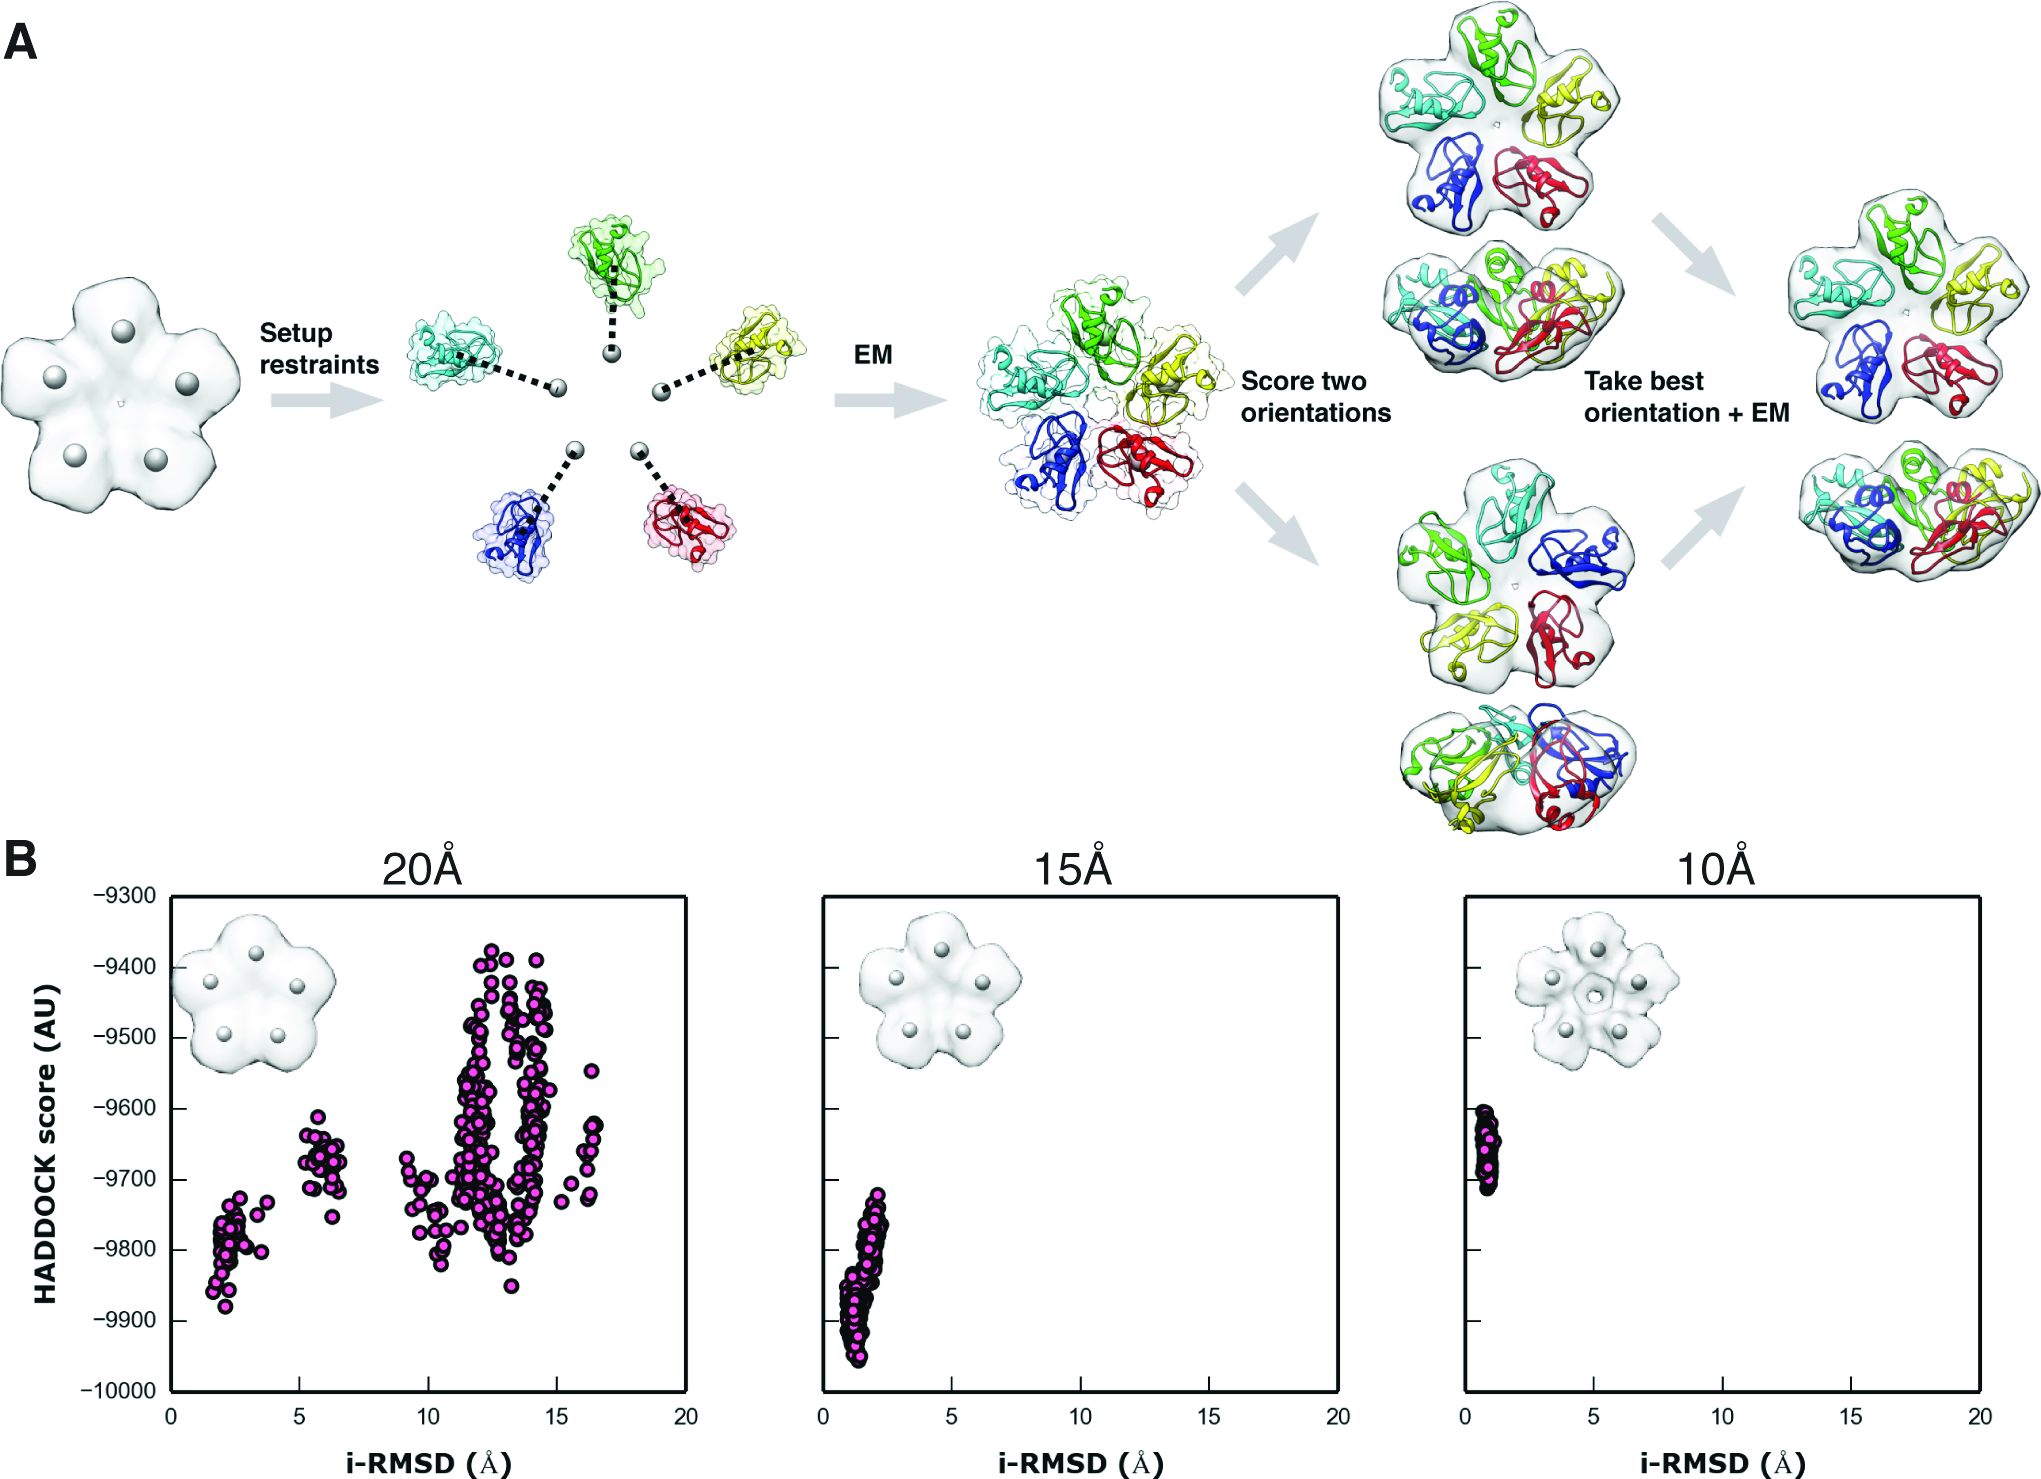 A
Setup
restraints
EM
Score two
orientations
Take best
orientation + EM
B
20Å
15Å
10Å
HADDOCK score (AU)
−9300
−9400
−9500
−9600
−9700
−9800
−9900
−10000
0 5 10 15 20
0 5 10 15 20
0 5 10 15 20
i-RMSD (Å)
i-RMSD (Å)
i-RMSD (Å)